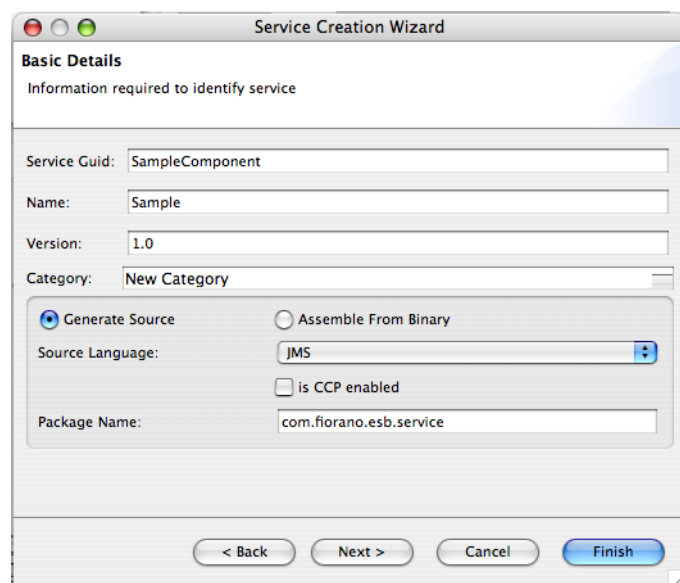 Service Creation Wizard
Basic Details
Information required to identify service
Service Guid: SampleComponent
Name: Sample
Version: 1.0
Category: New Category
Generate Source Assemble From Binary
Source Language: JMS
is CCP enabled
Package Name: com.fiorano.esb.service
< Back Next > Cancel Finish